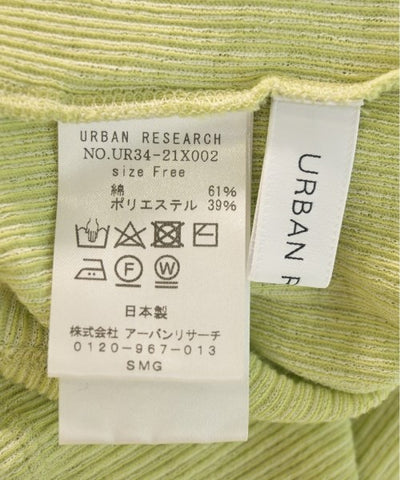 URBAN RESEARCH
NO.UR34-21X002
size Free
綿 61%
ポリエステル 39%
F W
日本製
株式会社 アーバンリサーチ
0120-967-013
SMG
URBAN R